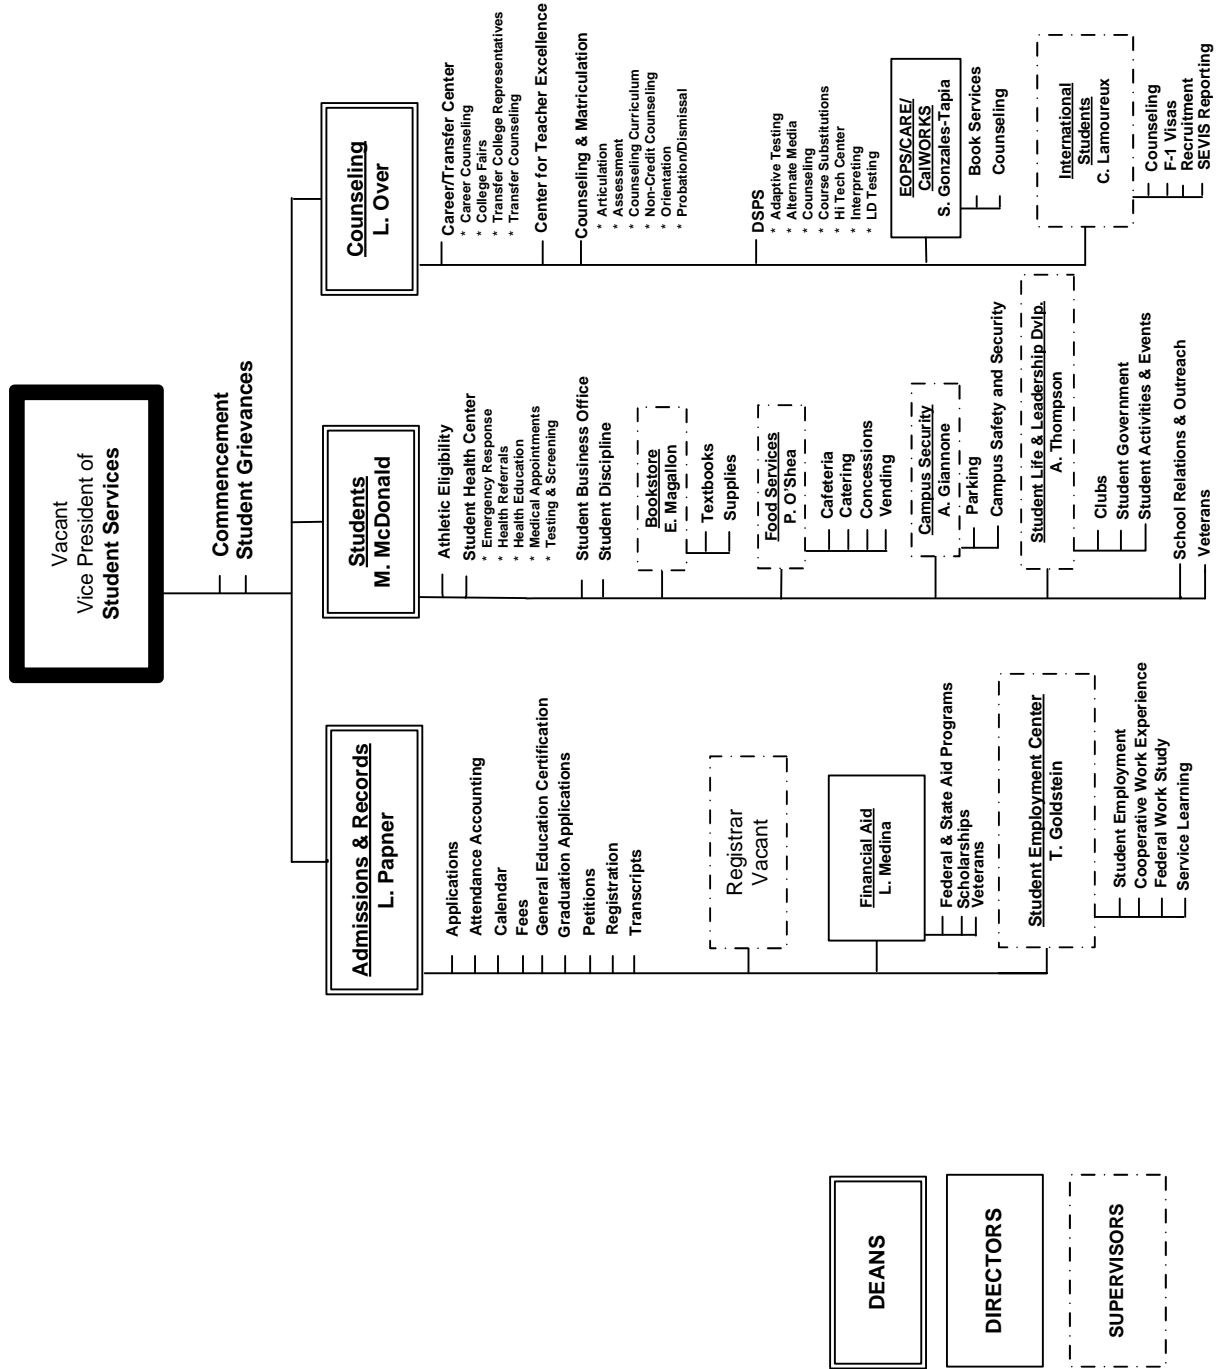 Vacant
Vice President of
Student Services
Commencement
Student Grievances
Admissions & Records
L. Papner
Applications
Attendance Accounting
Calendar
Fees
General Education Certification
Graduation Applications
Petitions
Registration
Transcripts
Registrar
Vacant
Financial Aid
L. Medina
Federal & State Aid Programs
Scholarships
Veterans
Student Employment Center
T. Goldstein
Student Employment
Cooperative Work Experience
Federal Work Study
Service Learning
Students
M. McDonald
Athletic Eligibility
Student Health Center
* Emergency Response
* Health Referrals
* Health Education
* Medical Appointments
* Testing & Screening
Student Business Office
Student Discipline
Bookstore
E. Magallon
Textbooks
Supplies
Food Services
P. O'Shea
Cafeteria
Catering
Concessions
Vending
Campus Security
A. Giannone
Parking
Campus Safety and Security
Student Life & Leadership Dvlp.
A. Thompson
Clubs
Student Government
Student Activities & Events
School Relations & Outreach
Veterans
Counseling
L. Over
Career/Transfer Center
* Career Counseling
* College Fairs
* Transfer College Representatives
* Transfer Counseling
Center for Teacher Excellence
Counseling & Matriculation
* Articulation
* Assessment
* Counseling Curriculum
* Non-Credit Counseling
* Orientation
* Probation/Dismissal
DSPS
* Adaptive Testing
* Alternate Media
* Counseling
* Course Substitutions
* Hi Tech Center
* Interpreting
* LD Testing
EOPS/CARE/
CalWORKS
S. Gonzales-Tapia
Book Services
Counseling
International
Students
C. Lamoureux
Counseling
F-1 Visas
Recruitment
SEVIS Reporting
DEANS
DIRECTORS
SUPERVISORS